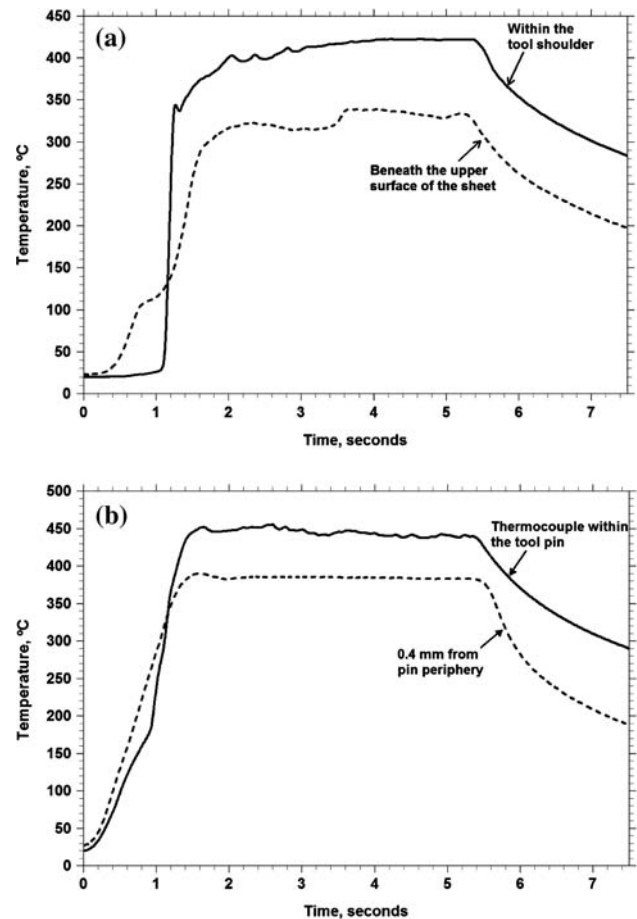 (a)
450
400
350
300
250
200
150
100
50
0
Temperature, ºC
Within the
tool shoulder
Beneath the upper
surface of the sheet
0 1 2 3 4 5 6 7
Time, seconds
(b)
500
450
400
350
300
250
200
150
100
50
0
Temperature, ºC
Thermocouple within
the tool pin
0.4 mm from
pin periphery
0 1 2 3 4 5 6 7
Time, seconds